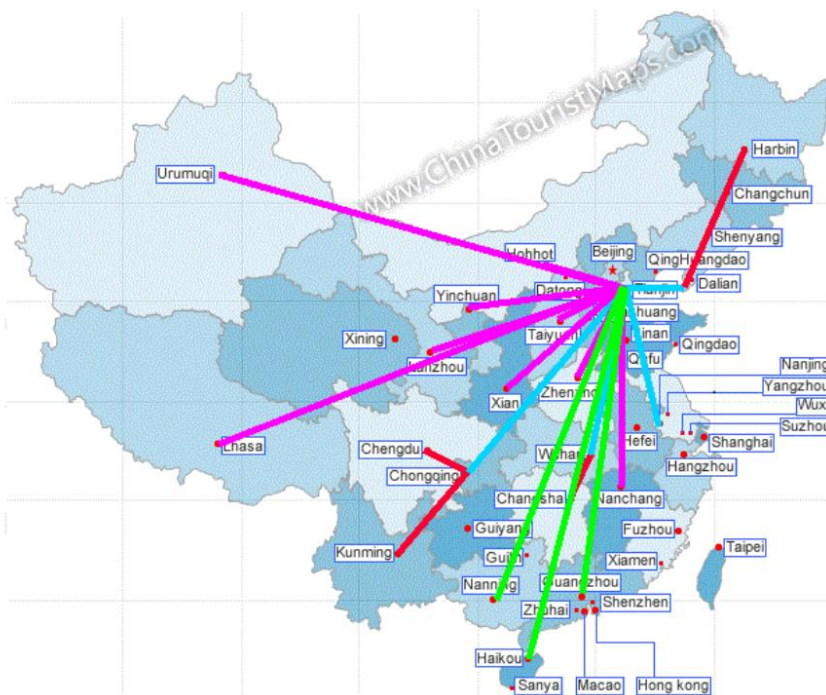 www.ChinaTouristMaps.com
Harbin
Urumuqi
Changchun
Shenyang
Hohhot
Beijing
QingHuangdao
Dalian
Datong
Tianjin
Yinchuan
Taiyuan
Jinan
Xining
Qingdao
Lanzhou
Qufu
Nanjing
Yangzhou
Xian
Wuxi
Suzhou
Lhasa
Hefei
Shanghai
Chengdu
Wuhan
Hangzhou
Chongqing
Changsha
Nanchang
Guiyang
Fuzhou
Kunming
Guilin
Xiamen
Taipei
Nanning
Guangzhou
Zhuhai
Shenzhen
Haikou
Sanya
Macao
Hong kong